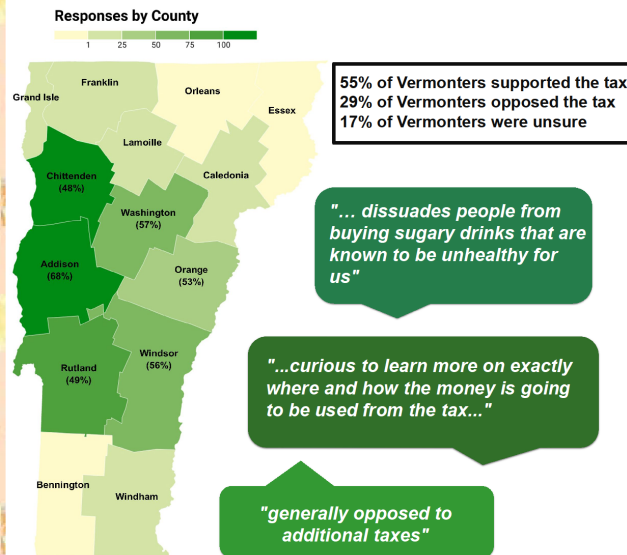 Responses by County
1 25 50 75 100
Franklin
Grand Isle
Orleans
Essex
Lamoille
Chittenden
(48%)
Caledonia
Washington
(57%)
Addison
(68%)
Orange
(53%)
Windsor
(56%)
Rutland
(49%)
Bennington
Windham
55% of Vermonters supported the tax
29% of Vermonters opposed the tax
17% of Vermonters were unsure
"... dissuades people from
buying sugary drinks that are
known to be unhealthy for
us"
"...curious to learn more on exactly
where and how the money is going
to be used from the tax..."
"generally opposed to
additional taxes"